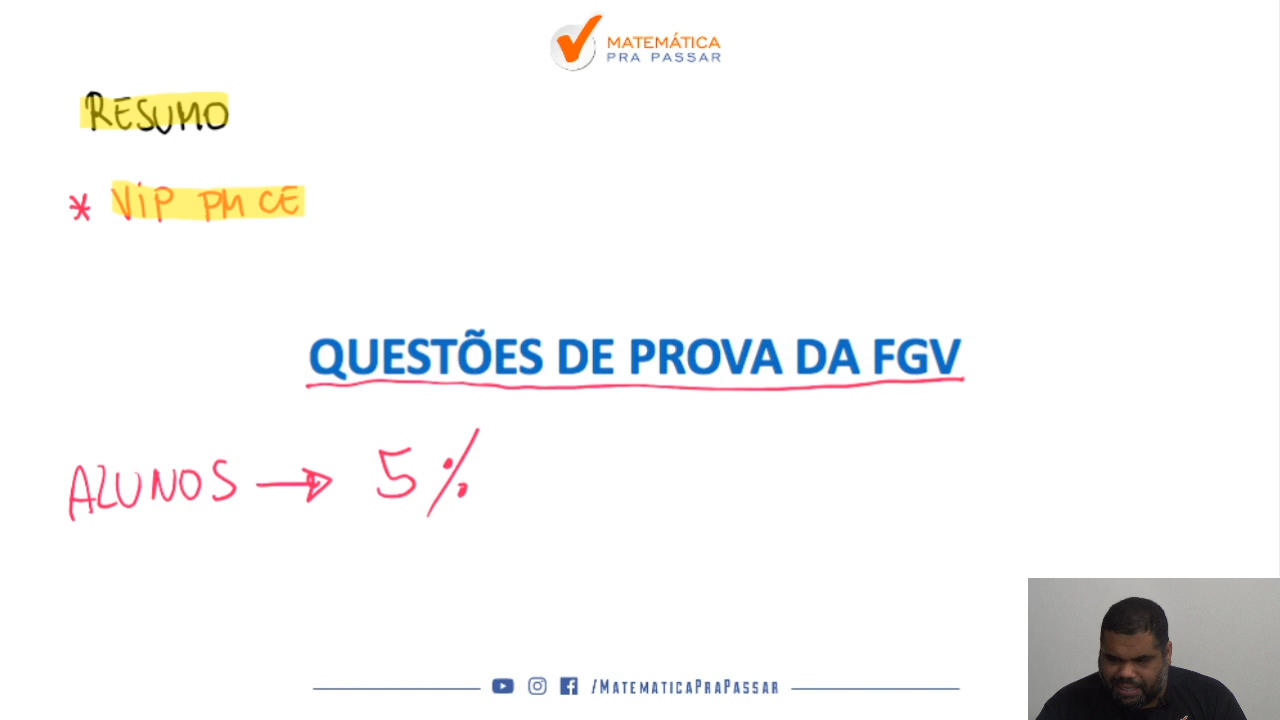 MATEMÁTICA
PRA PASSAR
RESUMO
* VIP PM CE
QUESTÕES DE PROVA DA FGV
ALUNOS → 5%
/MATEMATICAPRAPASSAR